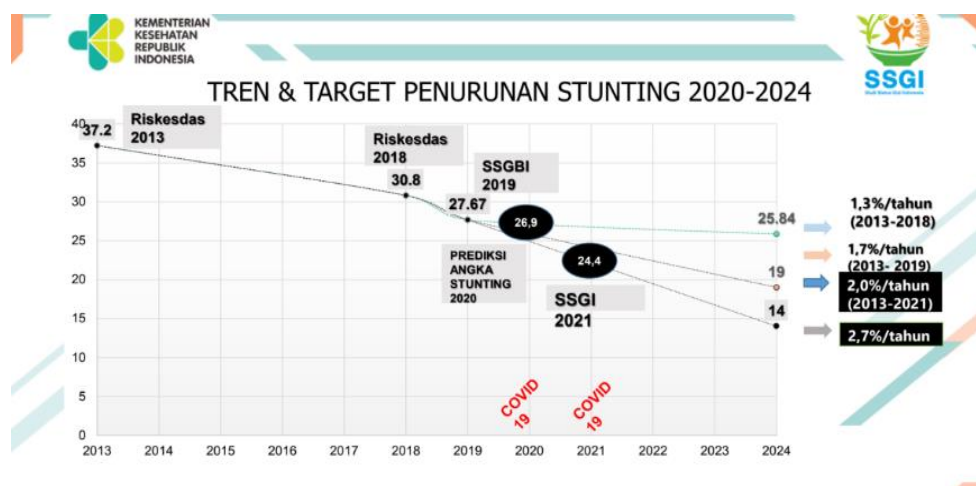 KEMENTERIAN
KESEHATAN
REPUBLIK
INDONESIA
SSGI
Studi Status Gizi Indonesia
TREN & TARGET PENURUNAN STUNTING 2020-2024
40
35
30
25
20
15
10
5
0
37.2
Riskesdas
2013
Riskesdas
2018
30.8
SSGBI
2019
27.67
26,9
25.84
PREDIKSI
ANGKA
STUNTING
2020
24,4
SSGI
2021
19
14
COVID
19
COVID
19
2013
2014
2015
2016
2017
2018
2019
2020
2021
2022
2023
2024
1,3%/tahun
(2013-2018)
1,7%/tahun
(2013- 2019)
2,0%/tahun
(2013-2021)
2,7%/tahun